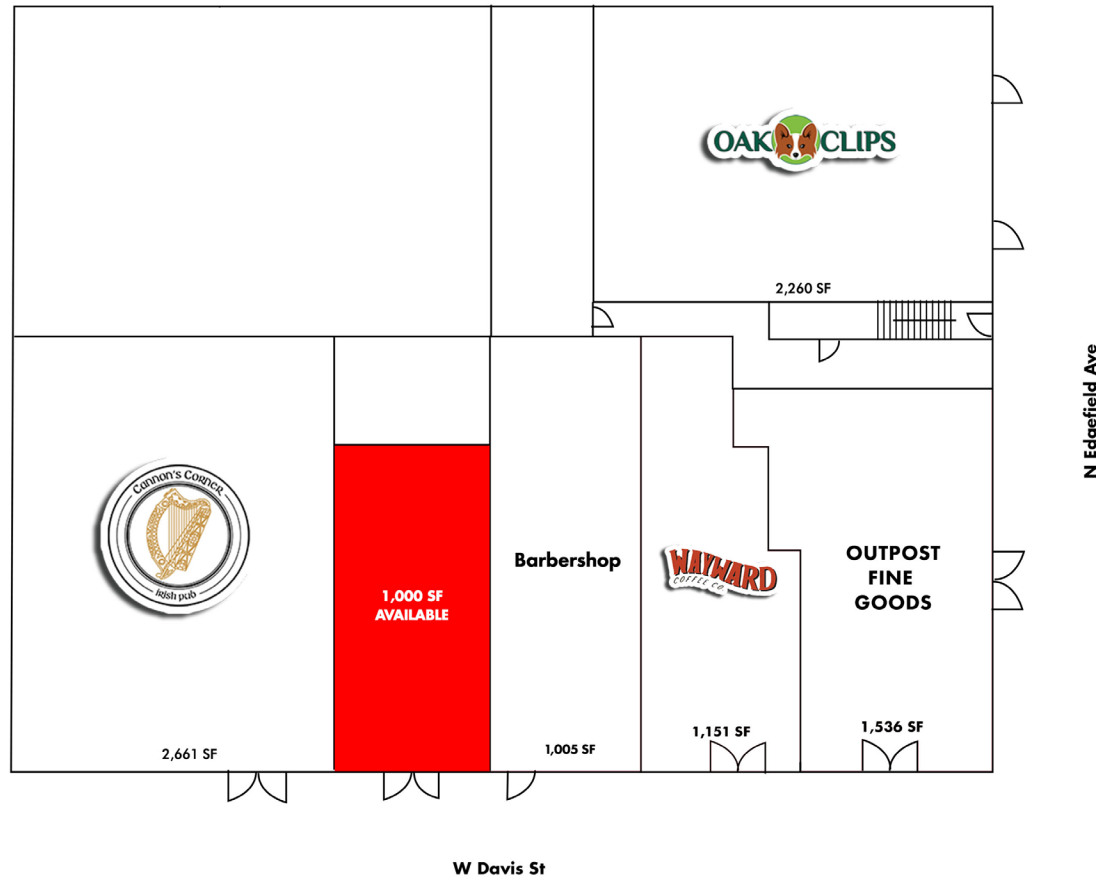 OAK CLIPS
2,260 SF
N Edgefield Ave
CANNON'S CORNER
irish pub
1,000 SF
AVAILABLE
Barbershop
WAYWARD
COFFEE CO.
OUTPOST
FINE
GOODS
2,661 SF
1,005 SF
1,151 SF
1,536 SF
W Davis St